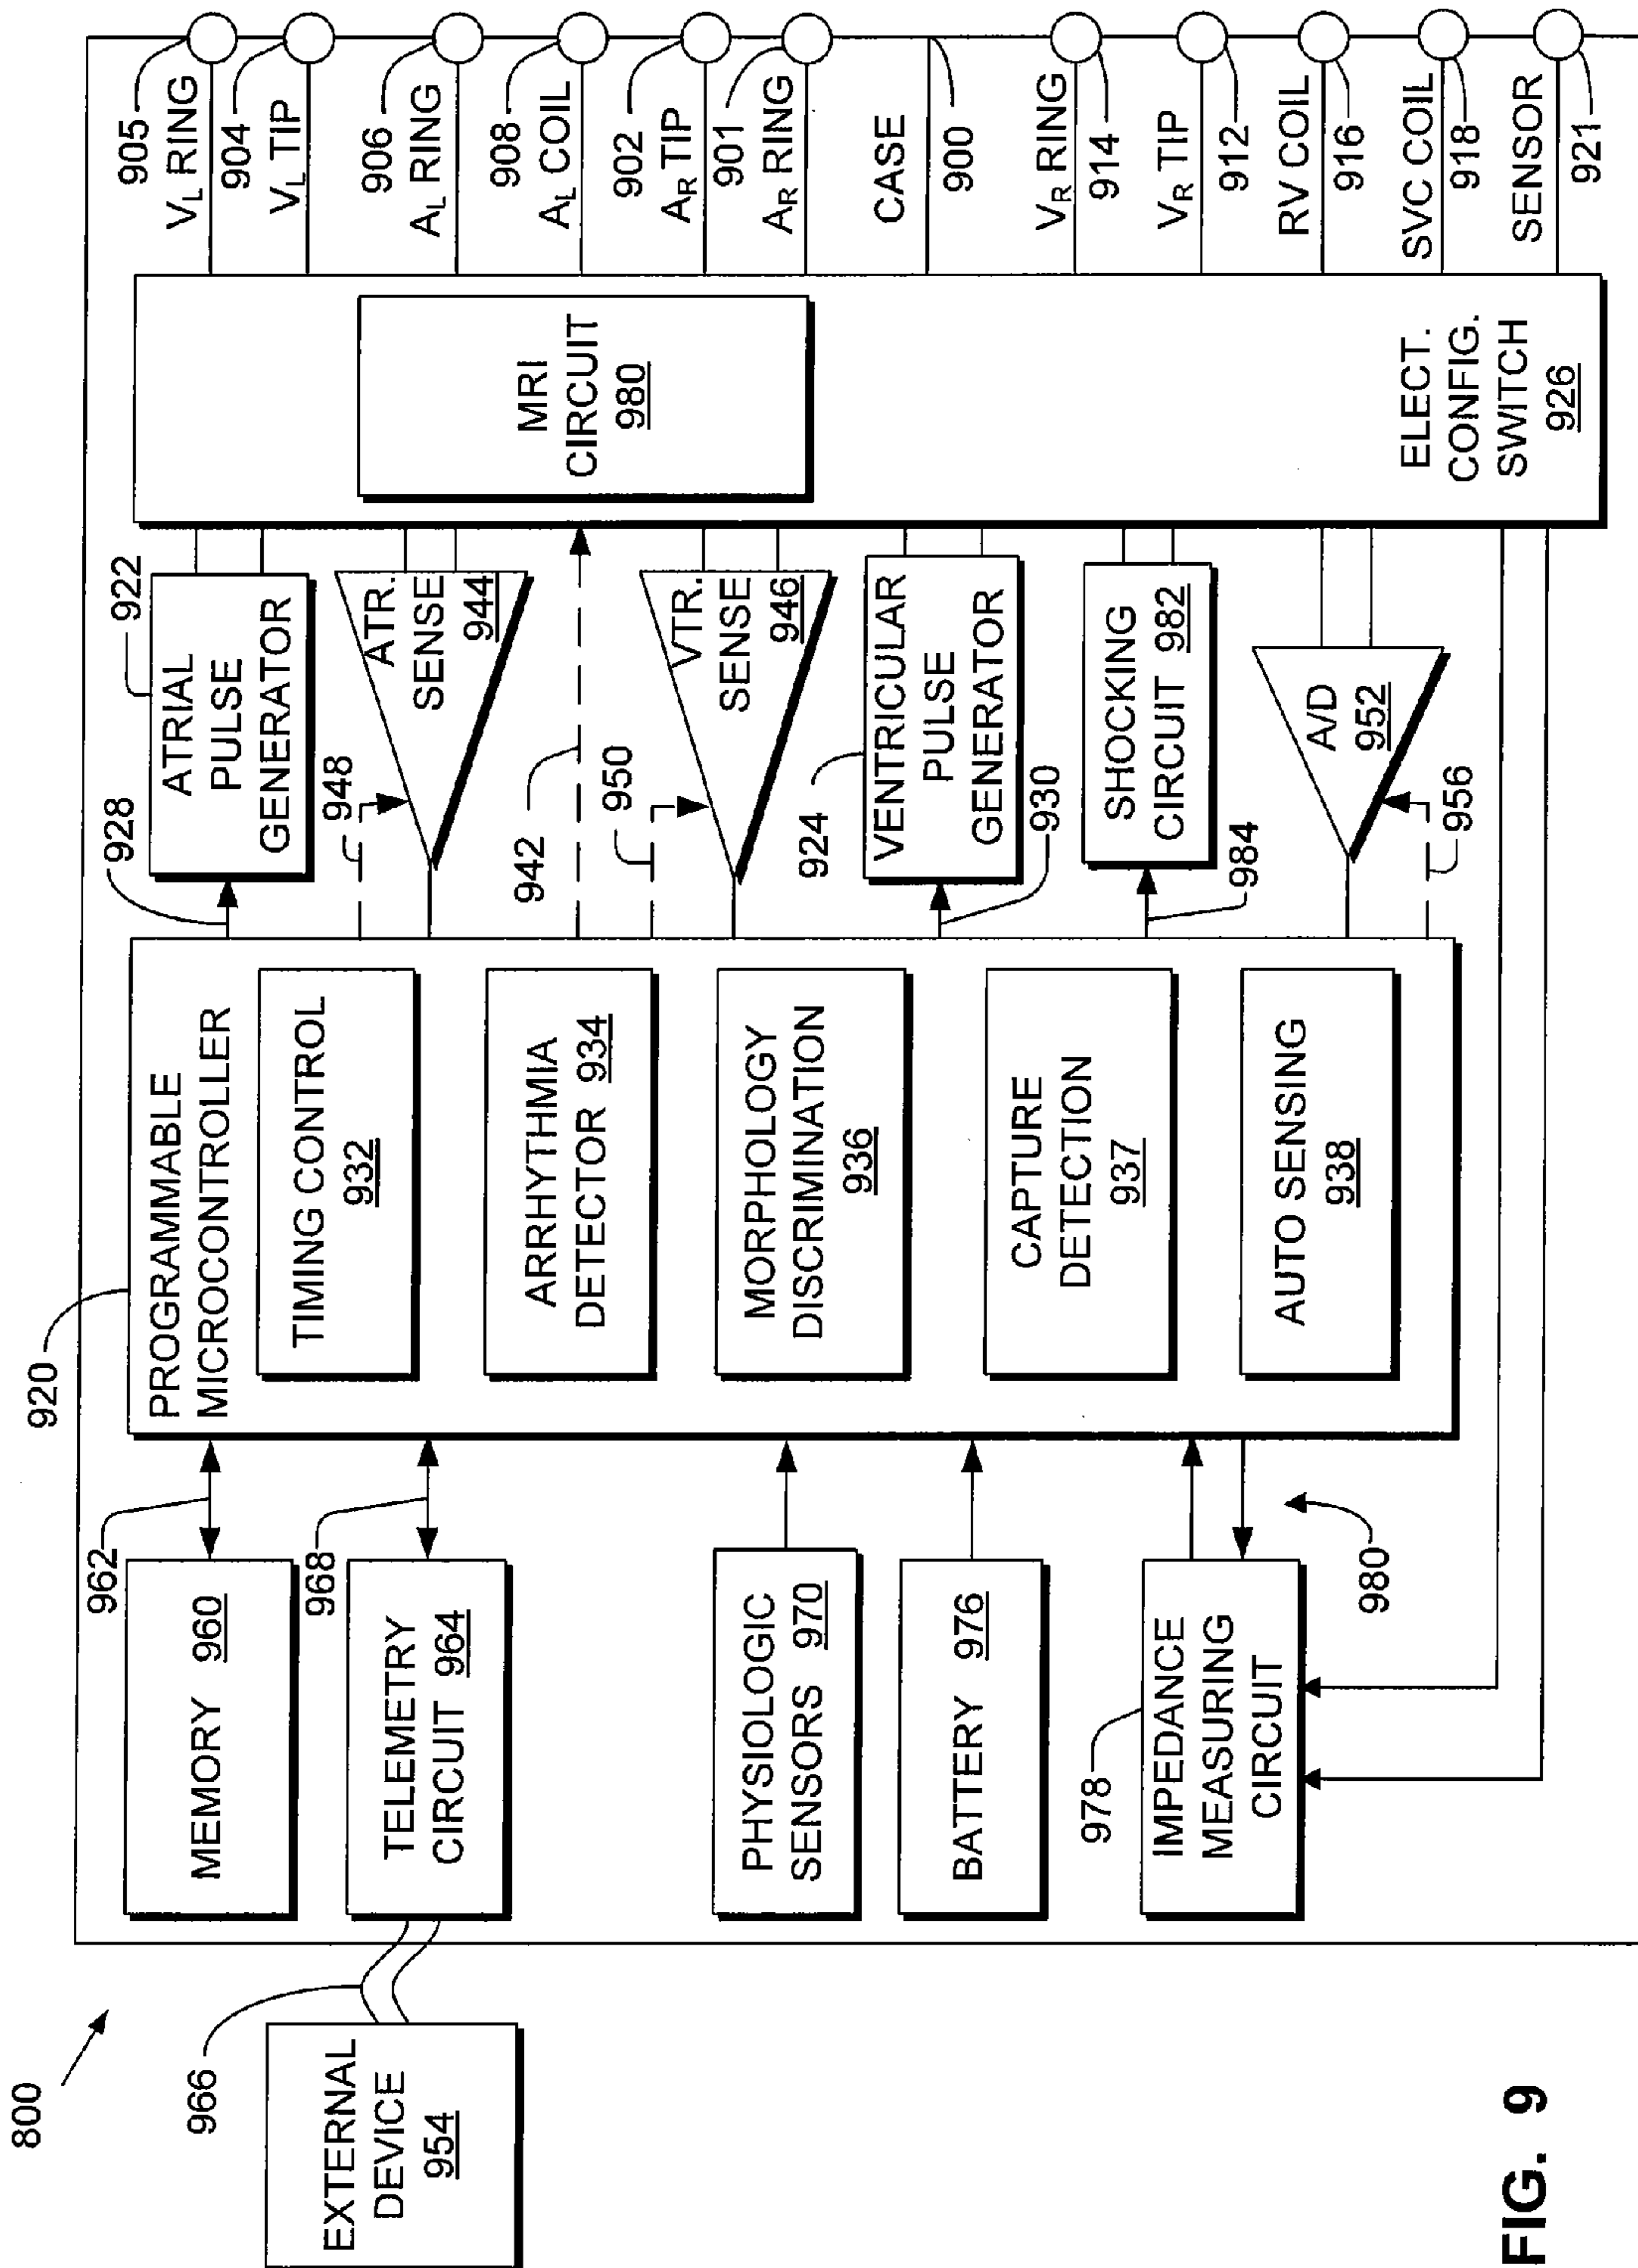 800
EXTERNAL
DEVICE
954
966
920
PROGRAMMABLE
MICROCONTROLLER
TIMING CONTROL
932
ARRHYTHMIA
DETECTOR 934
MORPHOLOGY
DISCRIMINATION
936
CAPTURE
DETECTION
937
AUTO SENSING
938
962
MEMORY 960
968
TELEMETRY
CIRCUIT 964
PHYSIOLOGIC
SENSORS 970
BATTERY 976
978
IMPEDANCE
MEASURING
CIRCUIT
980
928
922
ATRIAL
PULSE
GENERATOR
948
ATR.
SENSE
944
942
950
VTR.
SENSE
946
924
VENTRICULAR
PULSE
GENERATOR
930
SHOCKING
CIRCUIT 982
984
A/D
952
956
MRI
CIRCUIT
980
ELECT.
CONFIG.
SWITCH
926
905
VL RING
904
VL TIP
906
AL RING
908
AL COIL
902
AR TIP
901
AR RING
CASE
900
VR RING
914
VR TIP
912
RV COIL
916
SVC COIL
918
SENSOR
921
FIG. 9